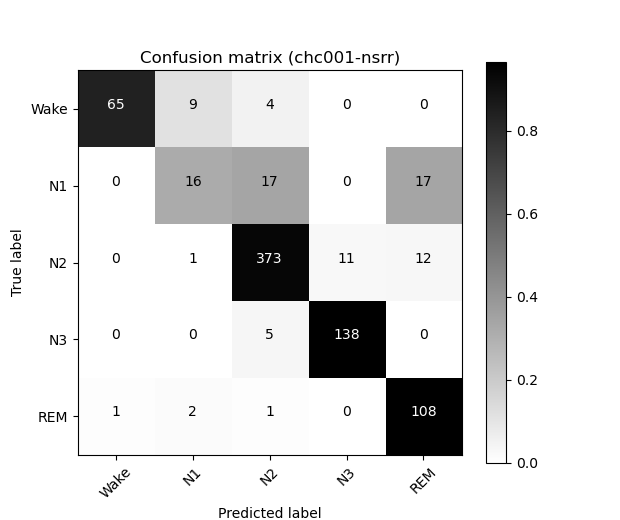 Confusion matrix (chc001-nsrr)
Wake 65 9 4 0 0
N1 0 16 17 0 17
N2 0 1 373 11 12
N3 0 0 5 138 0
REM 1 2 1 0 108
Wake N1 N2 N3 REM
Predicted label
True label
0.8
0.6
0.4
0.2
0.0